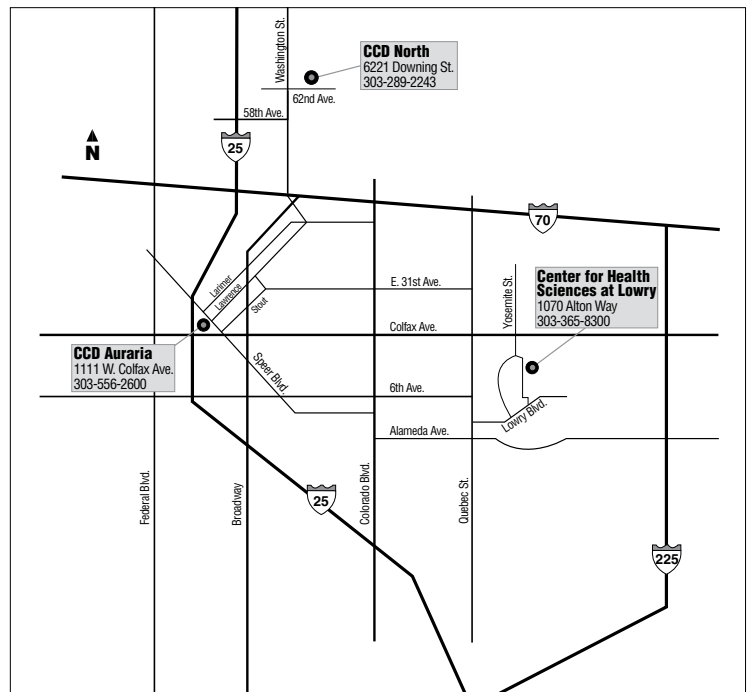 Washington St.
CCD North
6221 Downing St.
303-289-2243
62nd Ave.
58th Ave.
25
N
70
Larimer
Lawrence
Stout
E. 31st Ave.
Yosemite St.
Center for Health
Sciences at Lowry
1070 Alton Way
303-365-8300
Colfax Ave.
CCD Auraria
1111 W. Colfax Ave.
303-556-2600
Speer Blvd.
6th Ave.
Lowry Blvd.
Alameda Ave.
Federal Blvd.
Broadway
25
Colorado Blvd.
Quebec St.
225